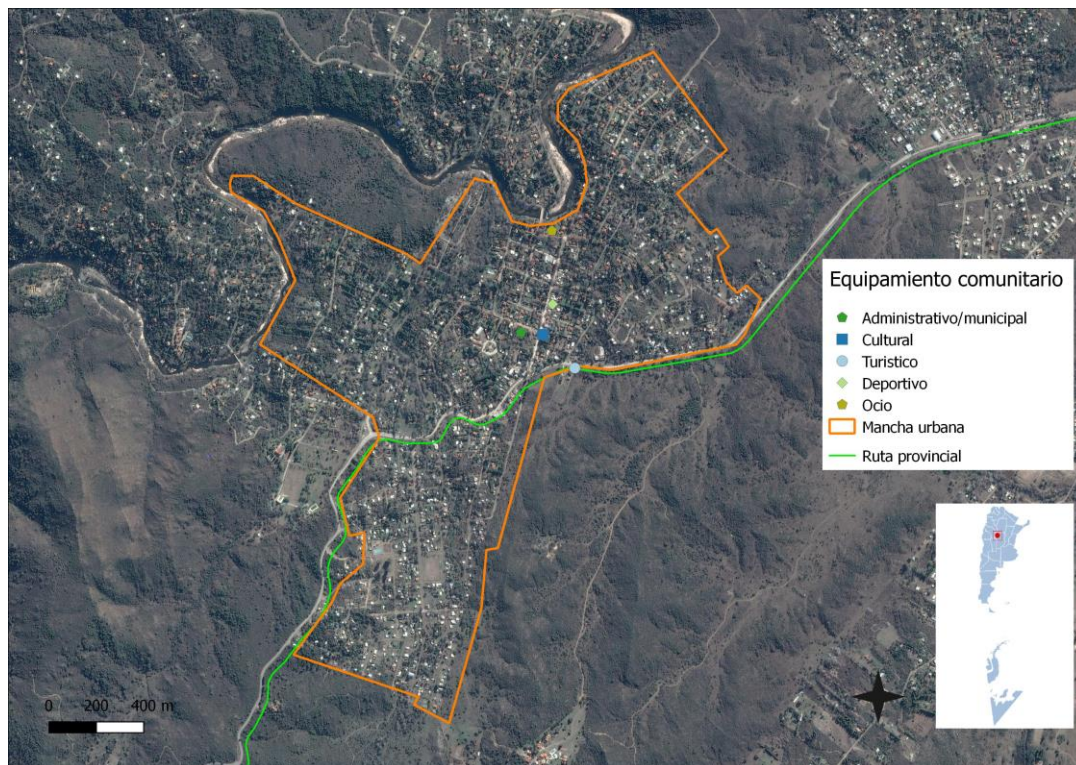 Equipamiento comunitario
Administrativo/municipal
Cultural
Turistico
Deportivo
Ocio
Mancha urbana
Ruta provincial
0 200 400 m